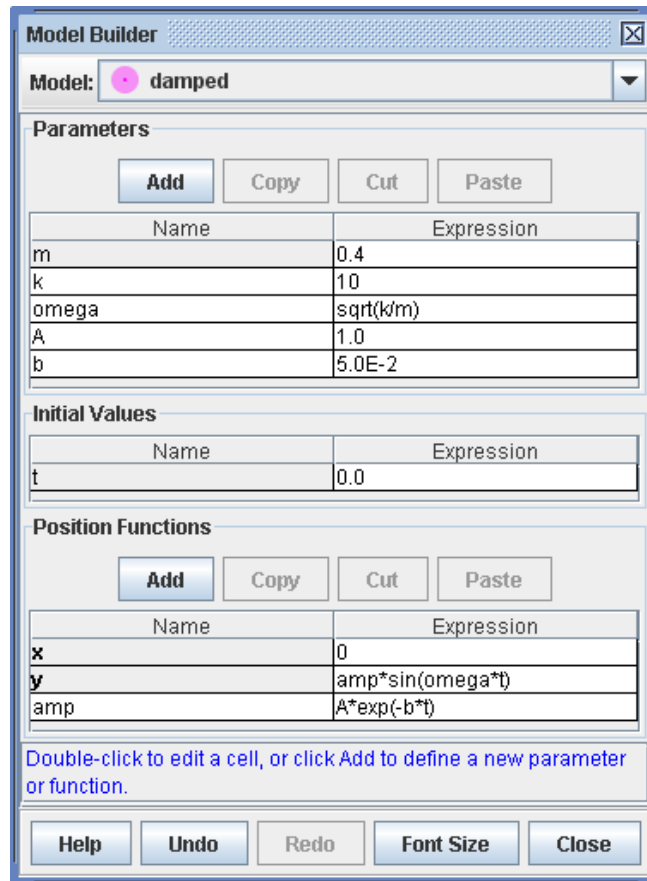 Model Builder
Model: damped
Parameters
Add Copy Cut Paste
Name Expression
m 0.4
k 10
omega sqrt(k/m)
A 1.0
b 5.0E-2
Initial Values
Name Expression
t 0.0
Position Functions
Add Copy Cut Paste
Name Expression
x 0
y amp*sin(omega*t)
amp A*exp(-b*t)
Double-click to edit a cell, or click Add to define a new parameter
or function.
Help Undo Redo Font Size Close